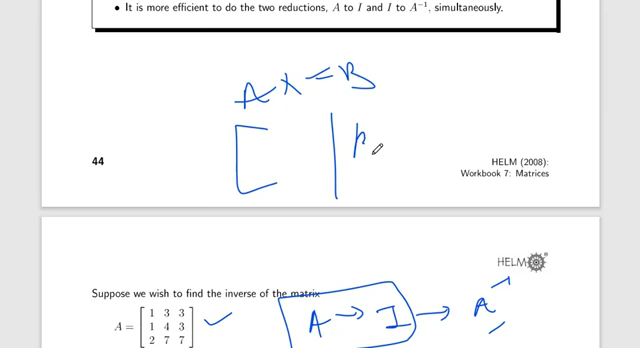 • It is more efficient to do the two reductions, A to I and I to A⁻¹, simultaneously.
AX = B
[ |
44
HELM (2008):
Workbook 7: Matrices
HELM
Suppose we wish to find the inverse of the matrix
A → I → A⁻¹
A = [ 1 3 3
1 4 3
2 7 7 ]